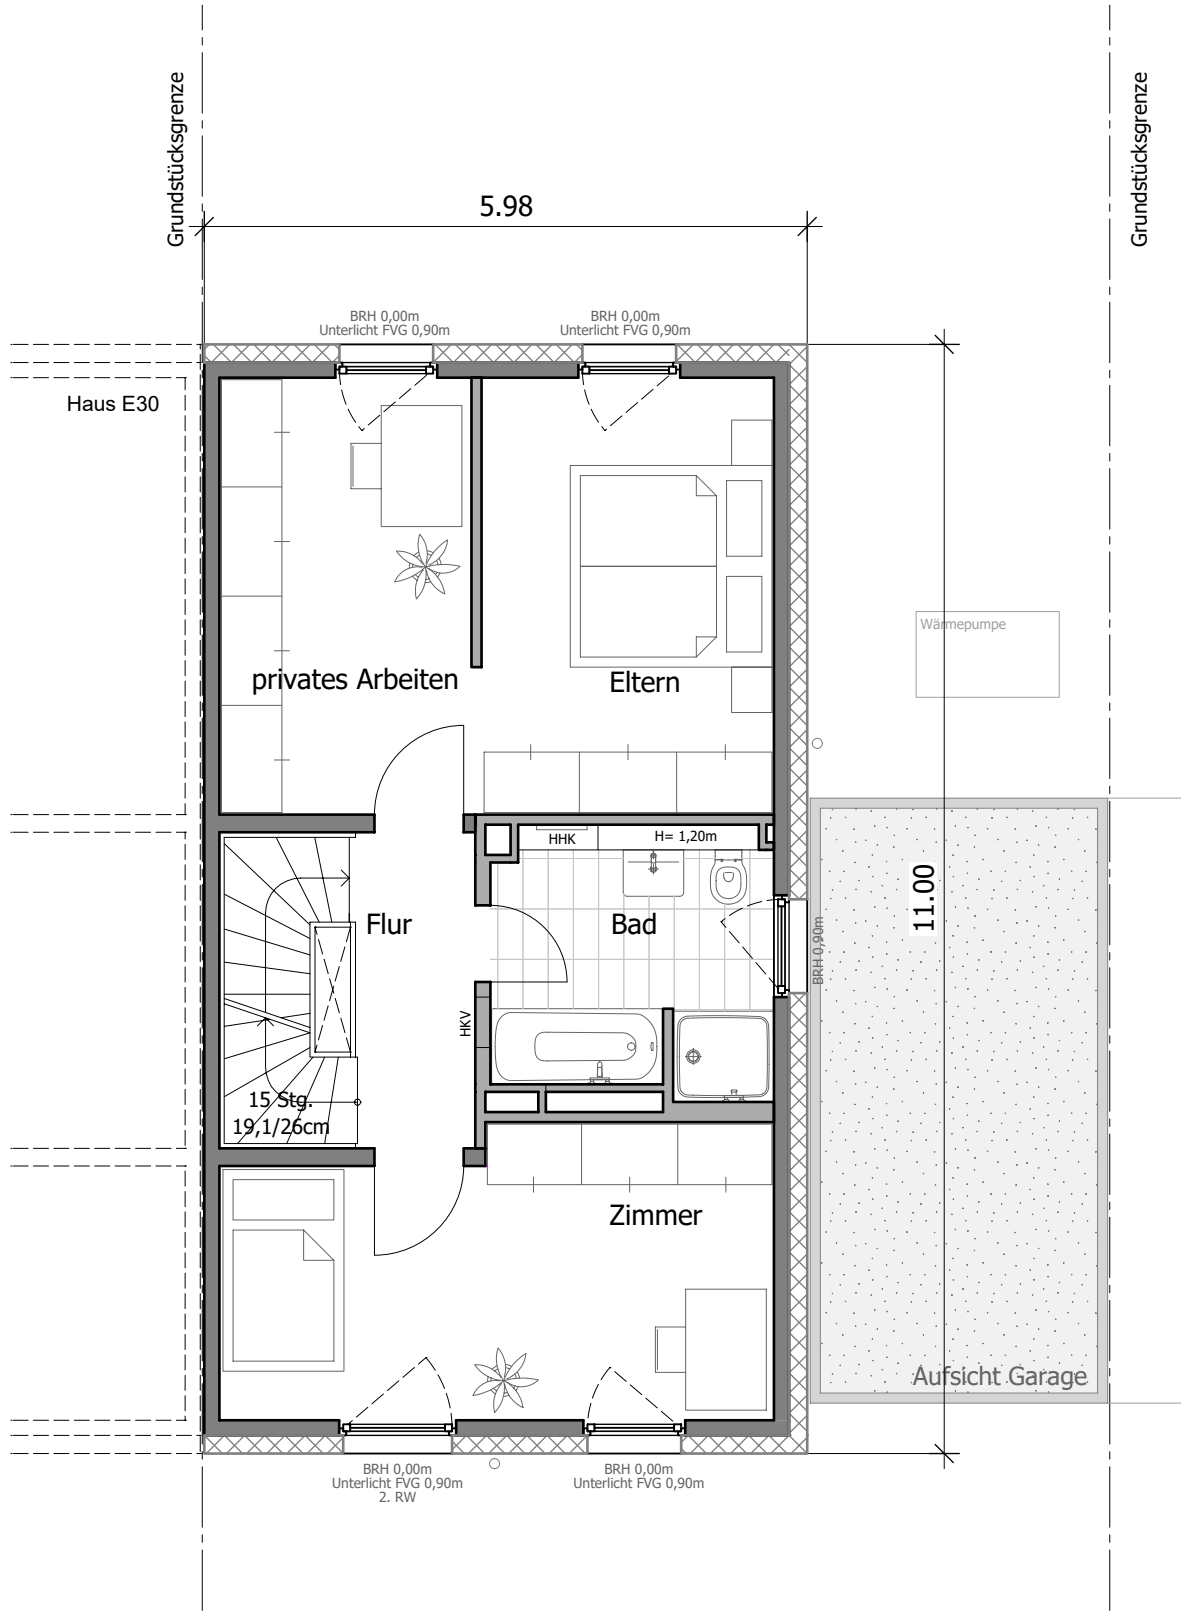 Grundstücksgrenze
Grundstücksgrenze
5.98
BRH 0,00m
Unterlicht FVG 0,90m
BRH 0,00m
Unterlicht FVG 0,90m
Haus E30
Wärmepumpe
privates Arbeiten
Eltern
HHK
H= 1,20m
Flur
Bad
BRH 0,90m
11.00
HKV
15 Stg.
19,1/26cm
Zimmer
Aufsicht Garage
BRH 0,00m
Unterlicht FVG 0,90m
2. RW
BRH 0,00m
Unterlicht FVG 0,90m